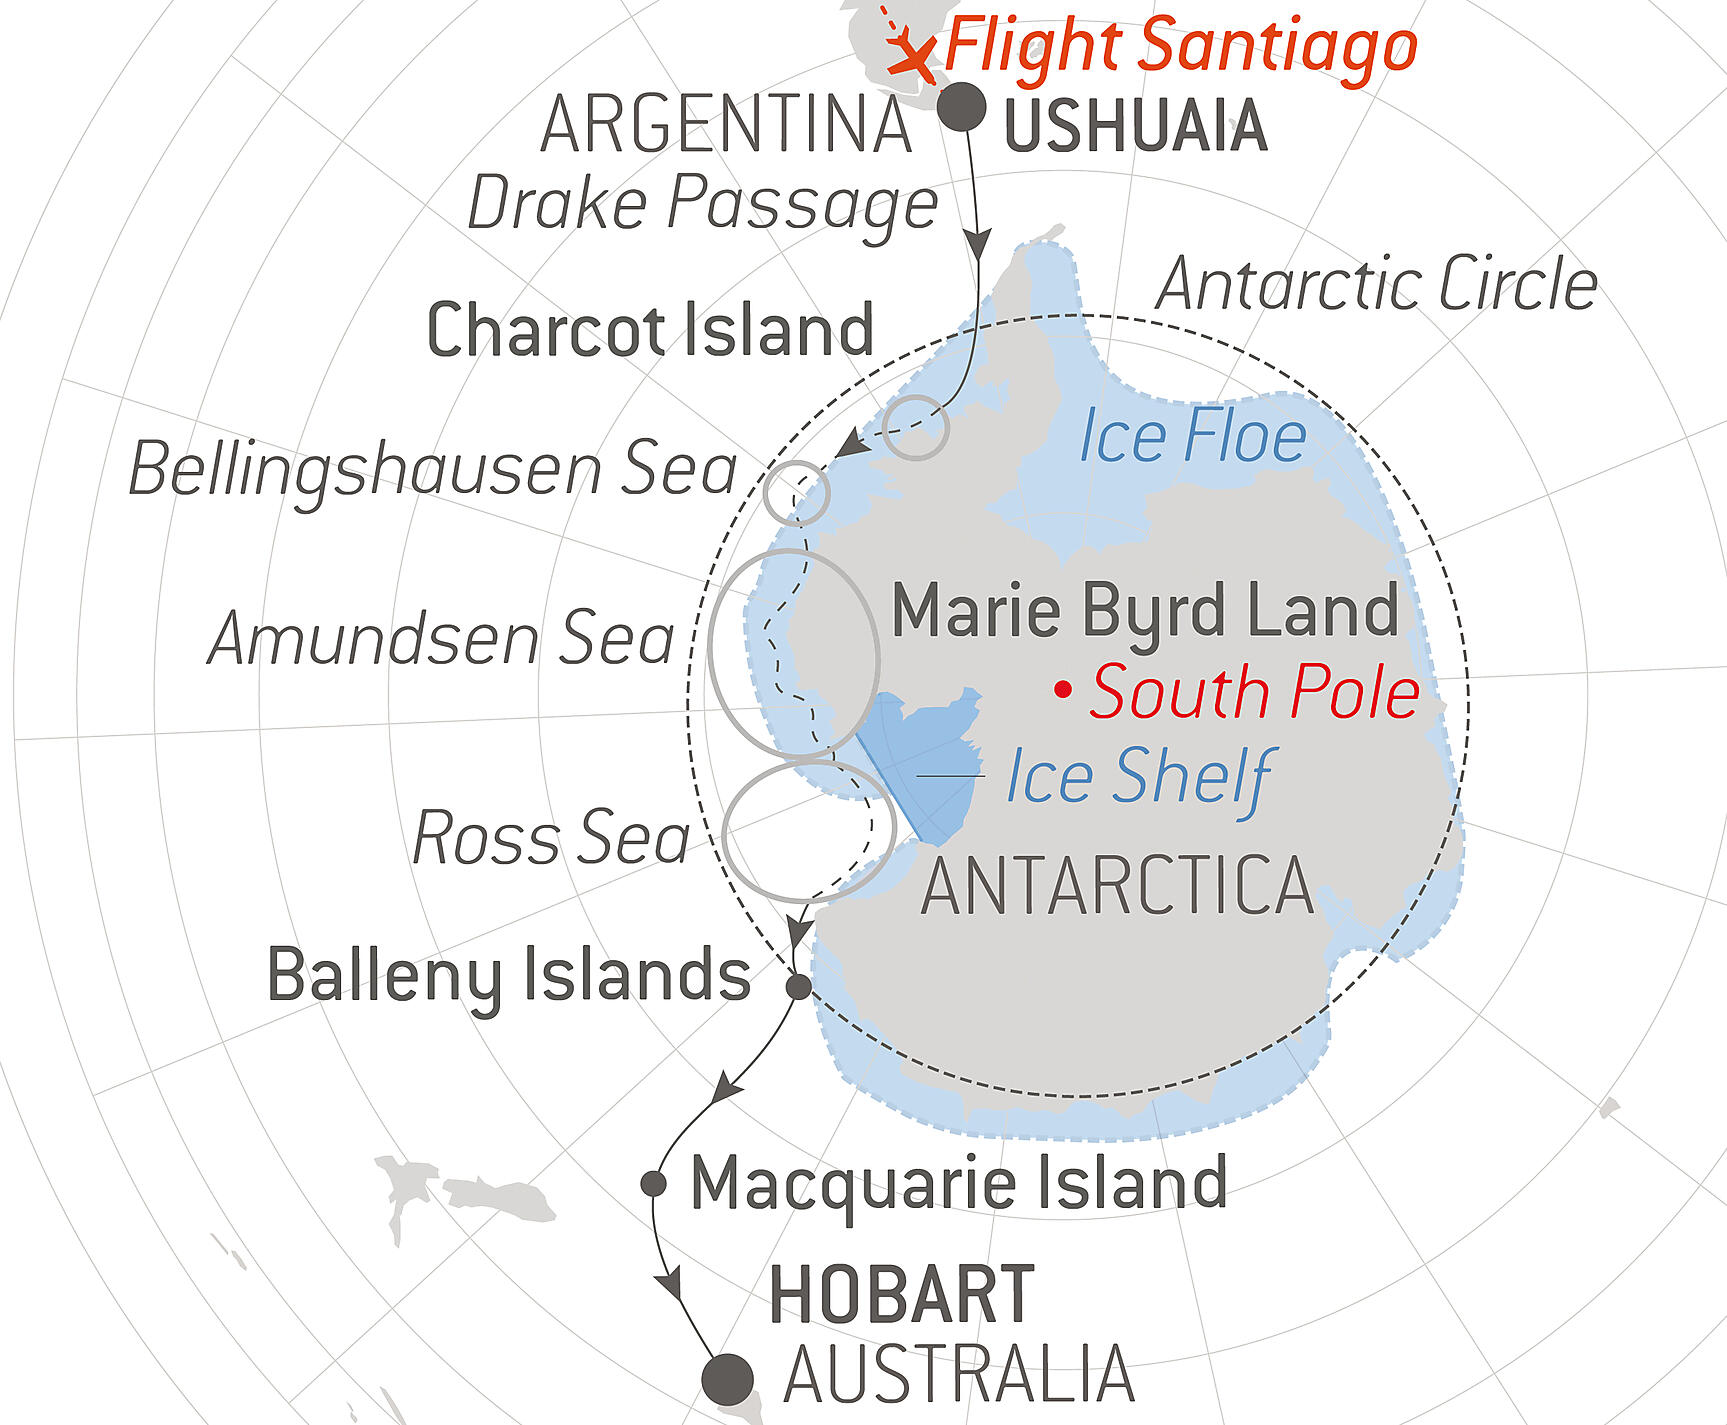 Flight Santiago
ARGENTINA
USHUAIA
Drake Passage
Antarctic Circle
Charcot Island
Ice Floe
Bellingshausen Sea
Marie Byrd Land
Amundsen Sea
South Pole
Ice Shelf
Ross Sea
ANTARCTICA
Balleny Islands
Macquarie Island
HOBART
AUSTRALIA